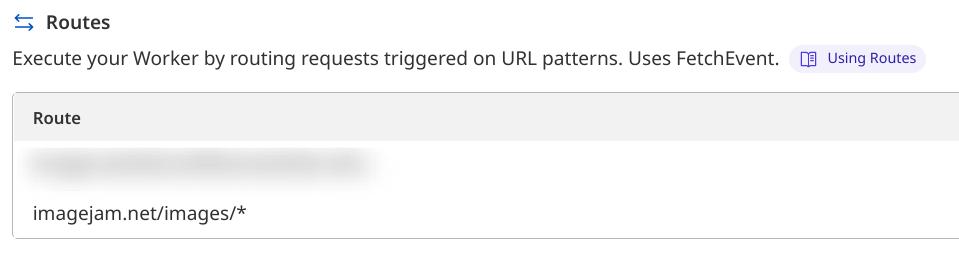 Routes
Execute your Worker by routing requests triggered on URL patterns. Uses FetchEvent. Using Routes
Route
imagejam.net/images/*